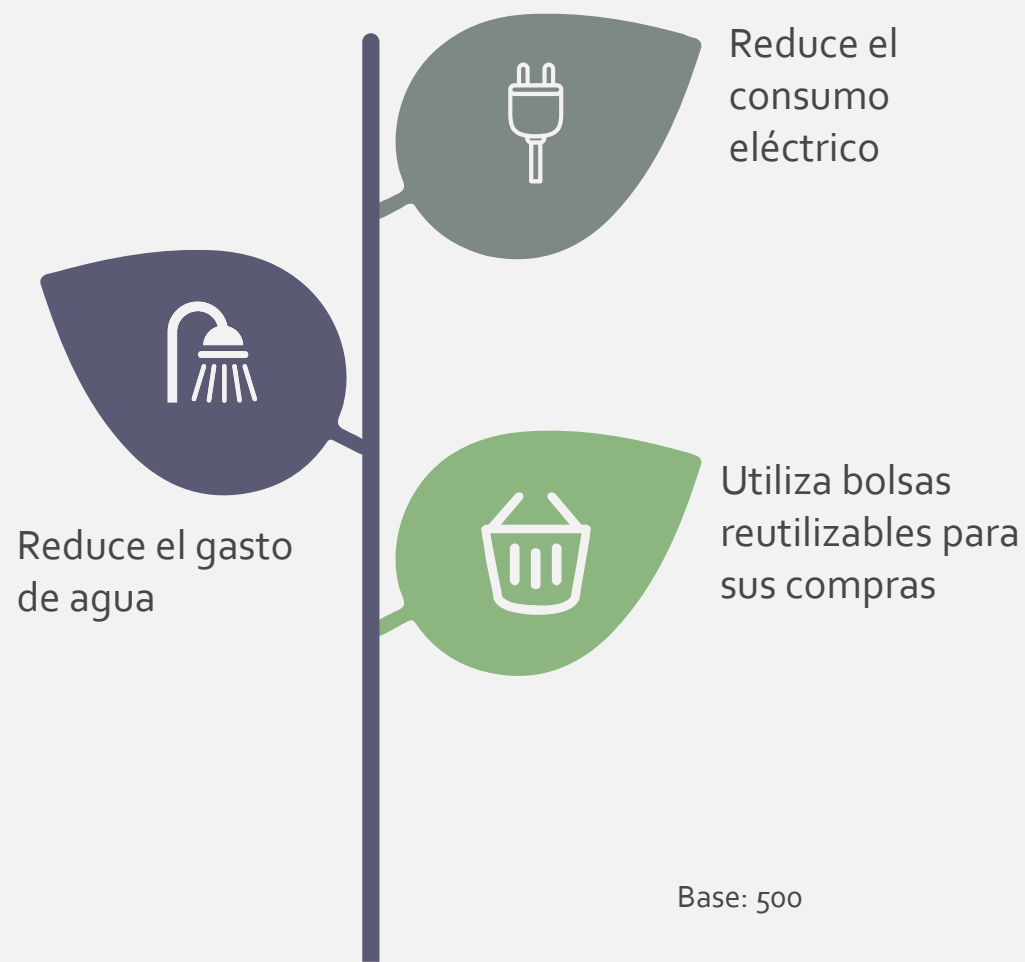 Reduce el
consumo
eléctrico
Reduce el gasto
de agua
Utiliza bolsas
reutilizables para
sus compras
Base: 500